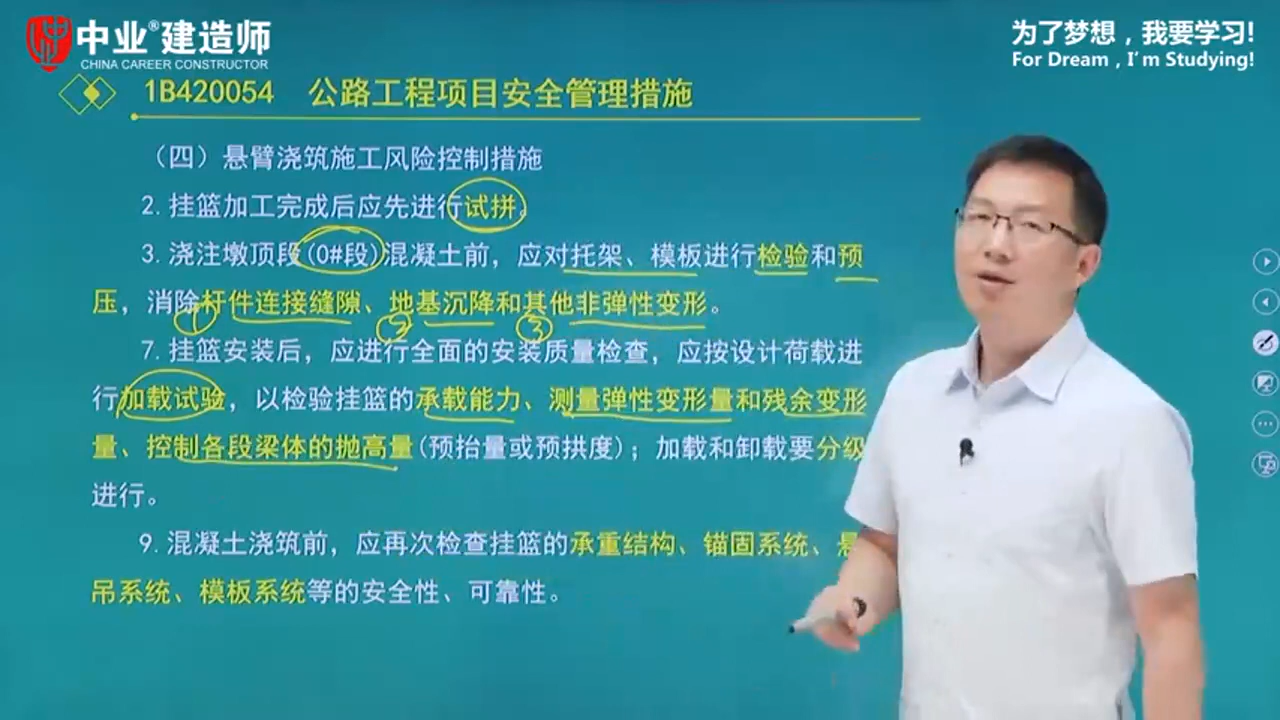 中业®建造师
CHINA CAREER CONSTRUCTOR
为了梦想，我要学习!
For Dream , I'm Studying!
1B420054 公路工程项目安全管理措施
（四）悬臂浇筑施工风险控制措施
2. 挂篮加工完成后应先进行试拼。
3. 浇注墩顶段(0#段)混凝土前，应对托架、模板进行检验和预
压，消除杆件连接缝隙、地基沉降和其他非弹性变形。
① ② ③
7. 挂篮安装后，应进行全面的安装质量检查，应按设计荷载进
行加载试验，以检验挂篮的承载能力、测量弹性变形量和残余变形
量、控制各段梁体的抛高量(预抬量或预拱度)；加载和卸载要分级
进行。
9. 混凝土浇筑前，应再次检查挂篮的承重结构、锚固系统、悬
吊系统、模板系统等的安全性、可靠性。